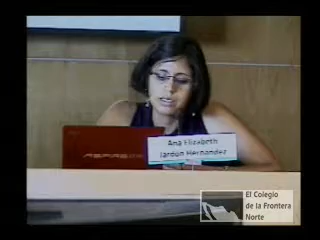 Ana Elizabeth
Jardón Hernández
El Colegio
de la Frontera
Norte